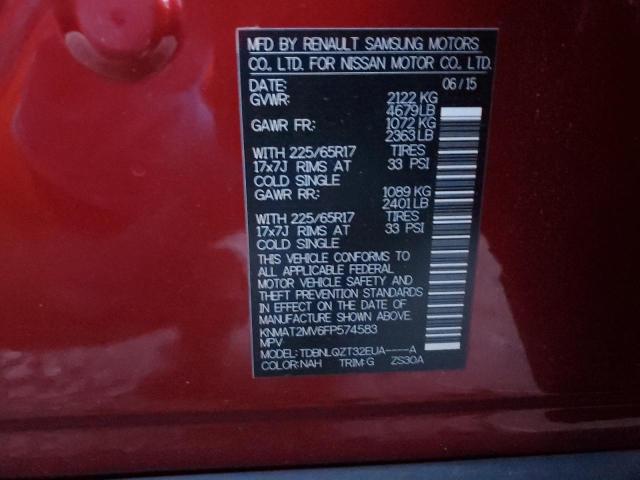 MFD BY RENAULT SAMSUNG MOTORS
CO., LTD. FOR NISSAN MOTOR CO., LTD.
DATE: 06/15
GVWR: 2122 KG
4679 LB
GAWR FR: 1072 KG
2363 LB
WITH 225/65R17 TIRES
17x7J RIMS AT 33 PSI
COLD SINGLE
GAWR RR: 1089 KG
2401 LB
WITH 225/65R17 TIRES
17x7J RIMS AT 33 PSI
COLD SINGLE
THIS VEHICLE CONFORMS TO
ALL APPLICABLE FEDERAL
MOTOR VEHICLE SAFETY AND
THEFT PREVENTION STANDARDS
IN EFFECT ON THE DATE OF
MANUFACTURE SHOWN ABOVE.
KNMAT2MV6FP574583
MPV
MODEL: TDBNLQZT32EUA----A
COLOR: NAH TRIM: G ZS30A